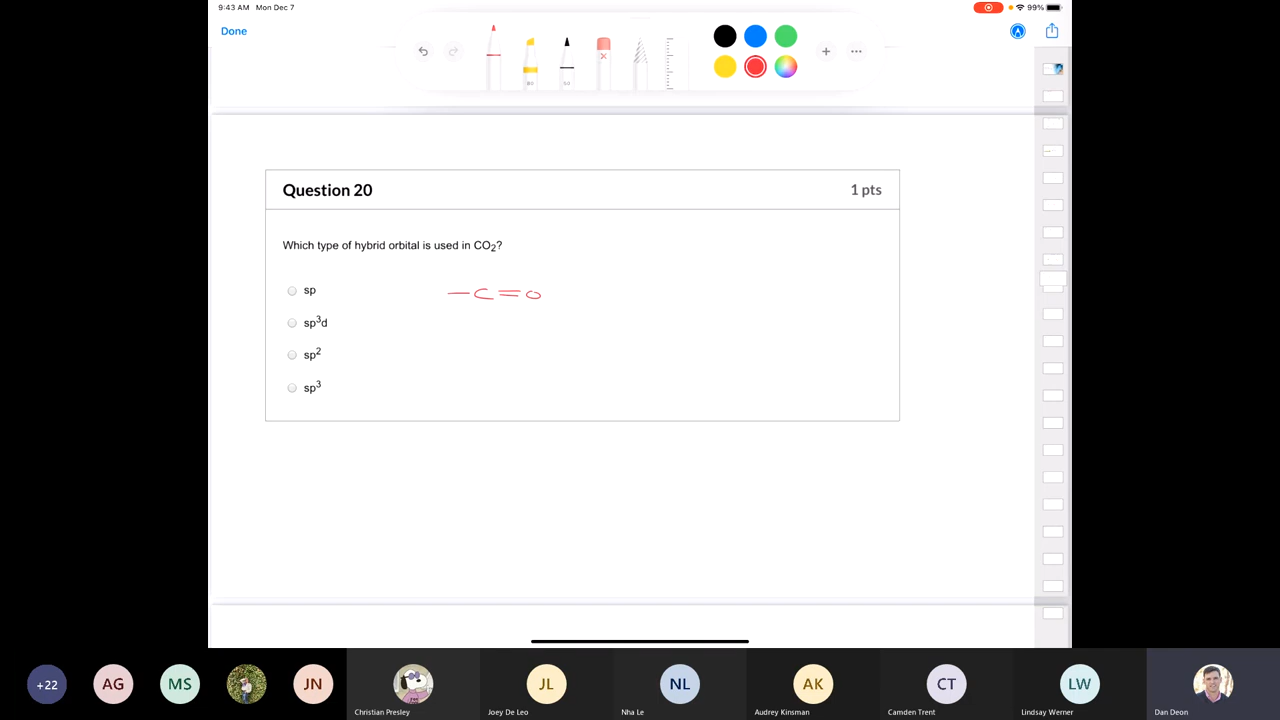 9:43 AM Mon Dec 7
99%
Done
Question 20
1 pts
Which type of hybrid orbital is used in CO₂?
sp
–C=O
sp³d
sp²
sp³
+22
AG
MS
JN
JL
NL
AK
CT
LW
Christian Presley
Joey De Leo
Nha Le
Audrey Kinsman
Camden Trent
Lindsay Werner
Dan Deon